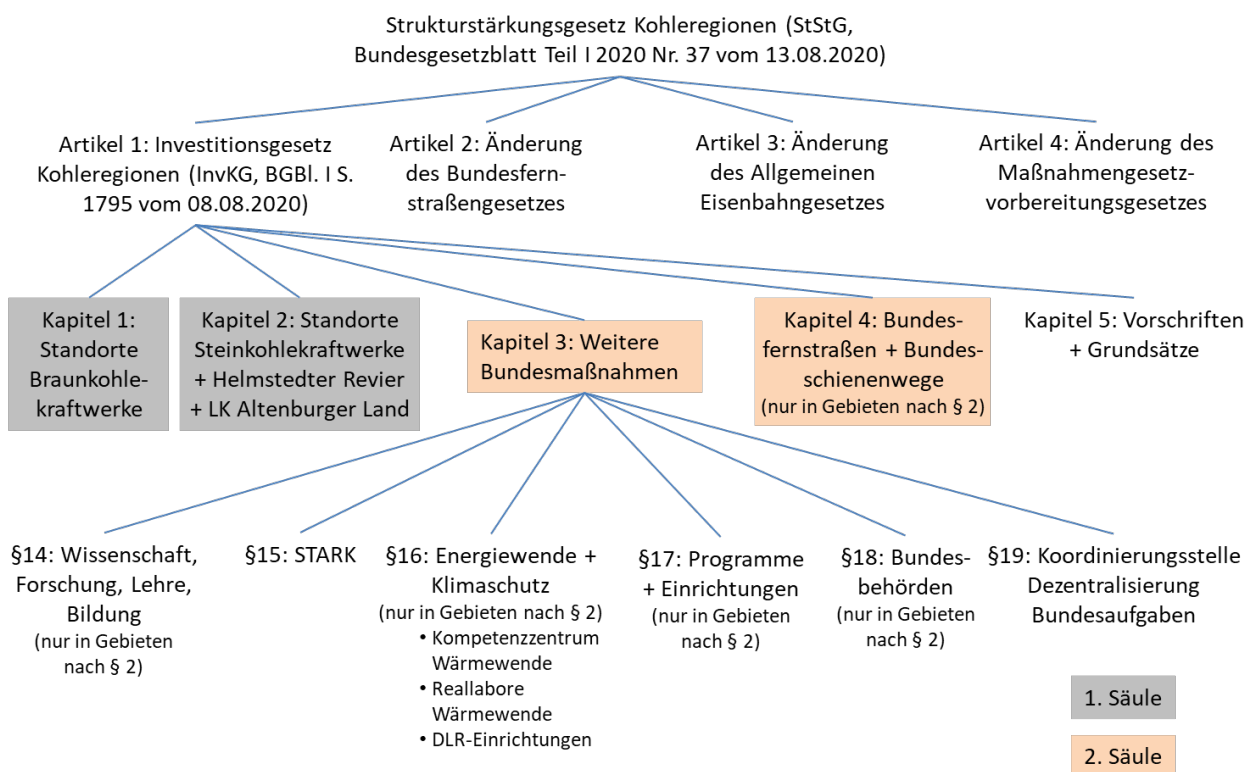 Strukturstärkungsgesetz Kohleregionen (StStG,
Bundesgesetzblatt Teil I 2020 Nr. 37 vom 13.08.2020)
Artikel 1: Investitionsgesetz
Kohleregionen (InvKG, BGBl. I S.
1795 vom 08.08.2020)
Artikel 2: Änderung
des Bundesfern-
straßengesetzes
Artikel 3: Änderung
des Allgemeinen
Eisenbahngesetzes
Artikel 4: Änderung des
Maßnahmengesetz-
vorbereitungsgesetzes
Kapitel 1:
Standorte
Braunkohle-
kraftwerke
Kapitel 2: Standorte
Steinkohlekraftwerke
+ Helmstedter Revier
+ LK Altenburger Land
Kapitel 3: Weitere
Bundesmaßnahmen
Kapitel 4: Bundes-
fernstraßen + Bundes-
schienenwege
(nur in Gebieten nach § 2)
Kapitel 5: Vorschriften
+ Grundsätze
§14: Wissenschaft,
Forschung, Lehre,
Bildung
(nur in Gebieten
nach § 2)
§15: STARK
§16: Energiewende +
Klimaschutz
(nur in Gebieten nach § 2)
• Kompetenzzentrum
Wärmewende
• Reallabore
Wärmewende
• DLR-Einrichtungen
§17: Programme
+ Einrichtungen
(nur in Gebieten
nach § 2)
§18: Bundes-
behörden
(nur in Gebieten
nach § 2)
§19: Koordinierungsstelle
Dezentralisierung
Bundesaufgaben
1. Säule
2. Säule